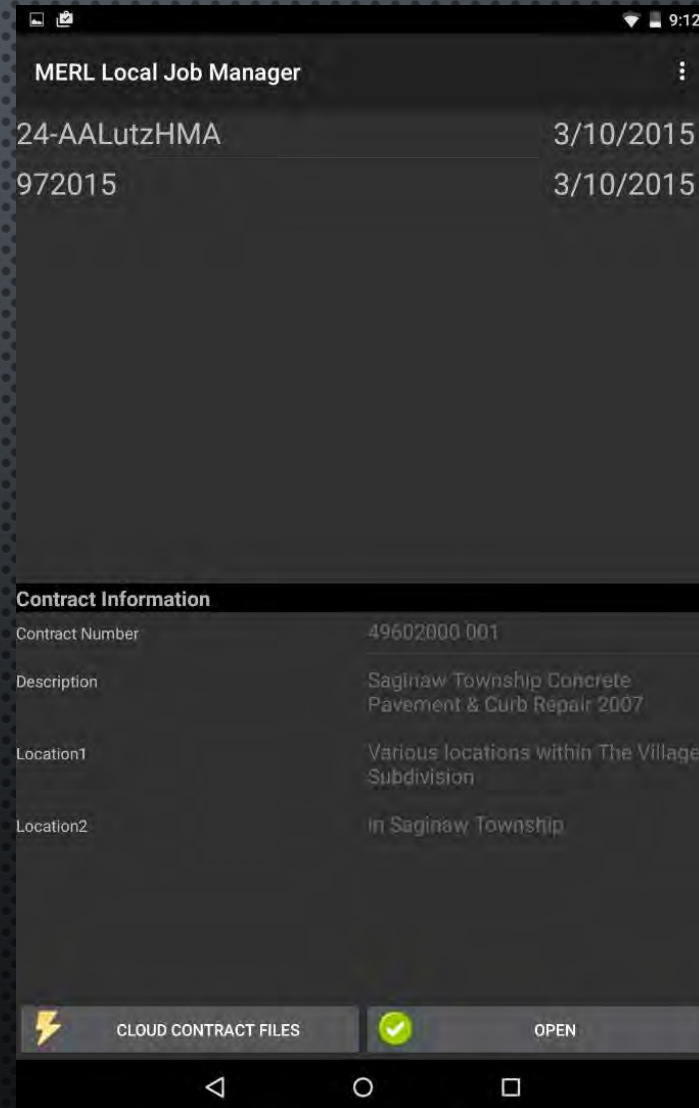 9:12
MERL Local Job Manager
24-AALutzHMA 3/10/2015
972015 3/10/2015
Contract Information
Contract Number 49602000 001
Description Saginaw Township Concrete
Pavement & Curb Repair 2007
Location1 Various locations within The Village
Subdivision
Location2 in Saginaw Township
CLOUD CONTRACT FILES OPEN